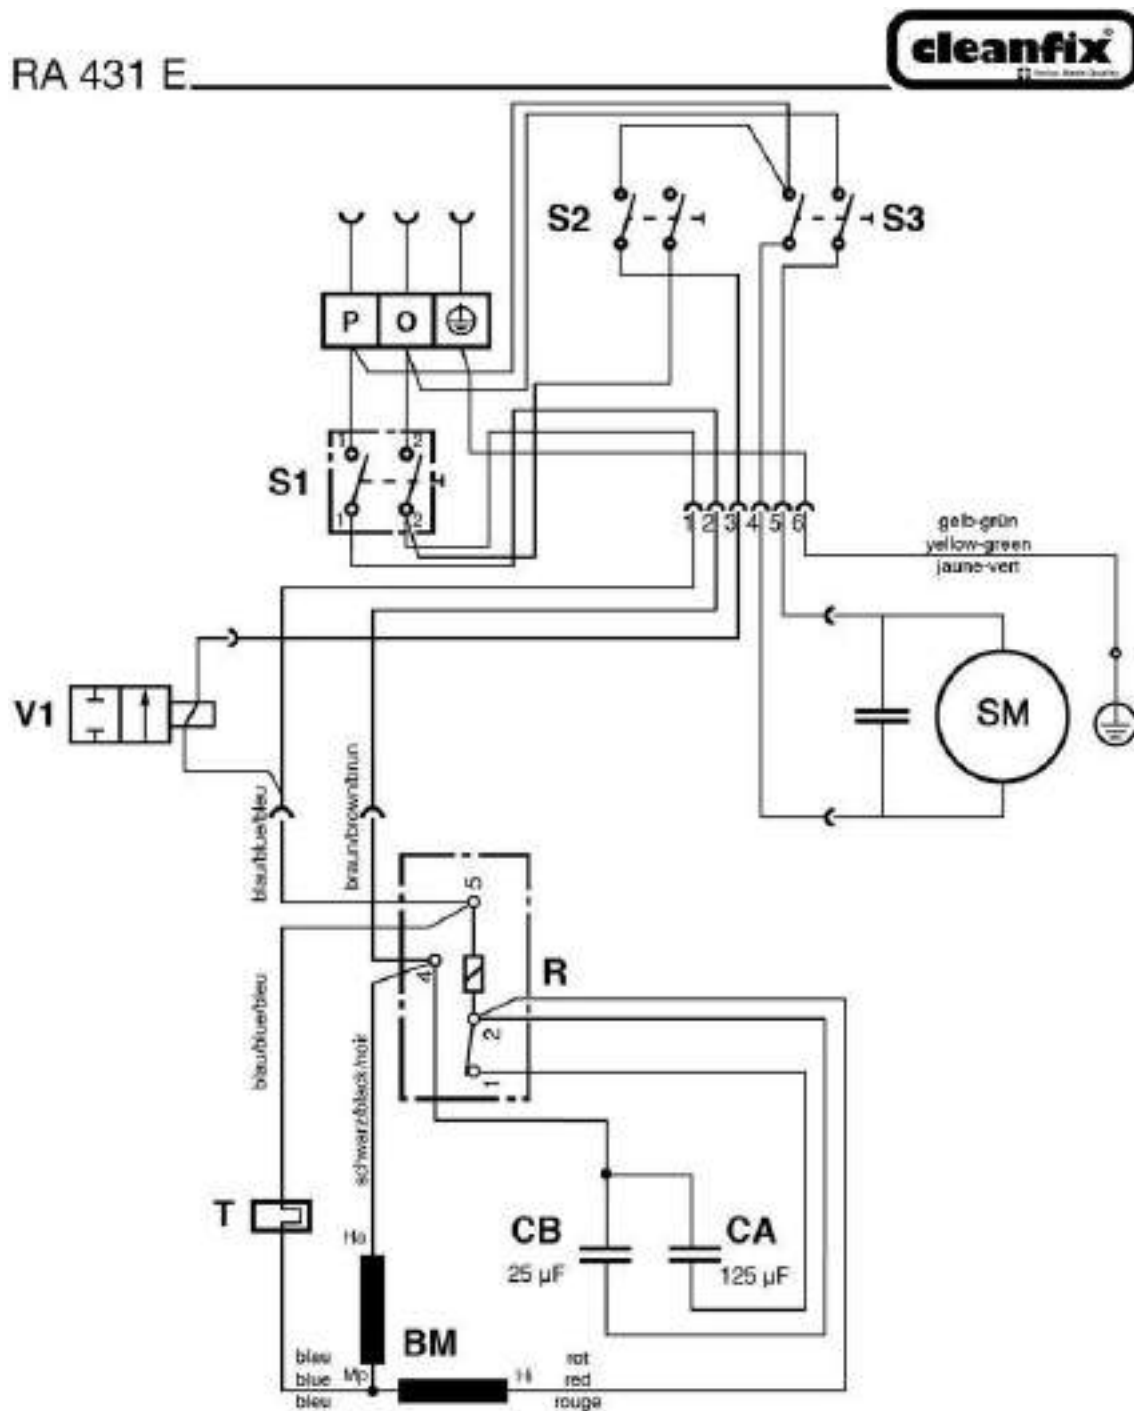 RA 431 E
cleanfix
S2
S3
P O
1 2
S1
1 2
1 2 3 4 5 6
gelb-grün
yellow-green
jaune-vert
V1
SM
blau/blue/bleu
braun/brown/brun
5
4
R
2
1
blau/blue/bleu
schwarz/black/noir
T
Ha
CB
25 µF
CA
125 µF
BM
bleu
blue
bleu
Mp
Hi
rot
red
rouge